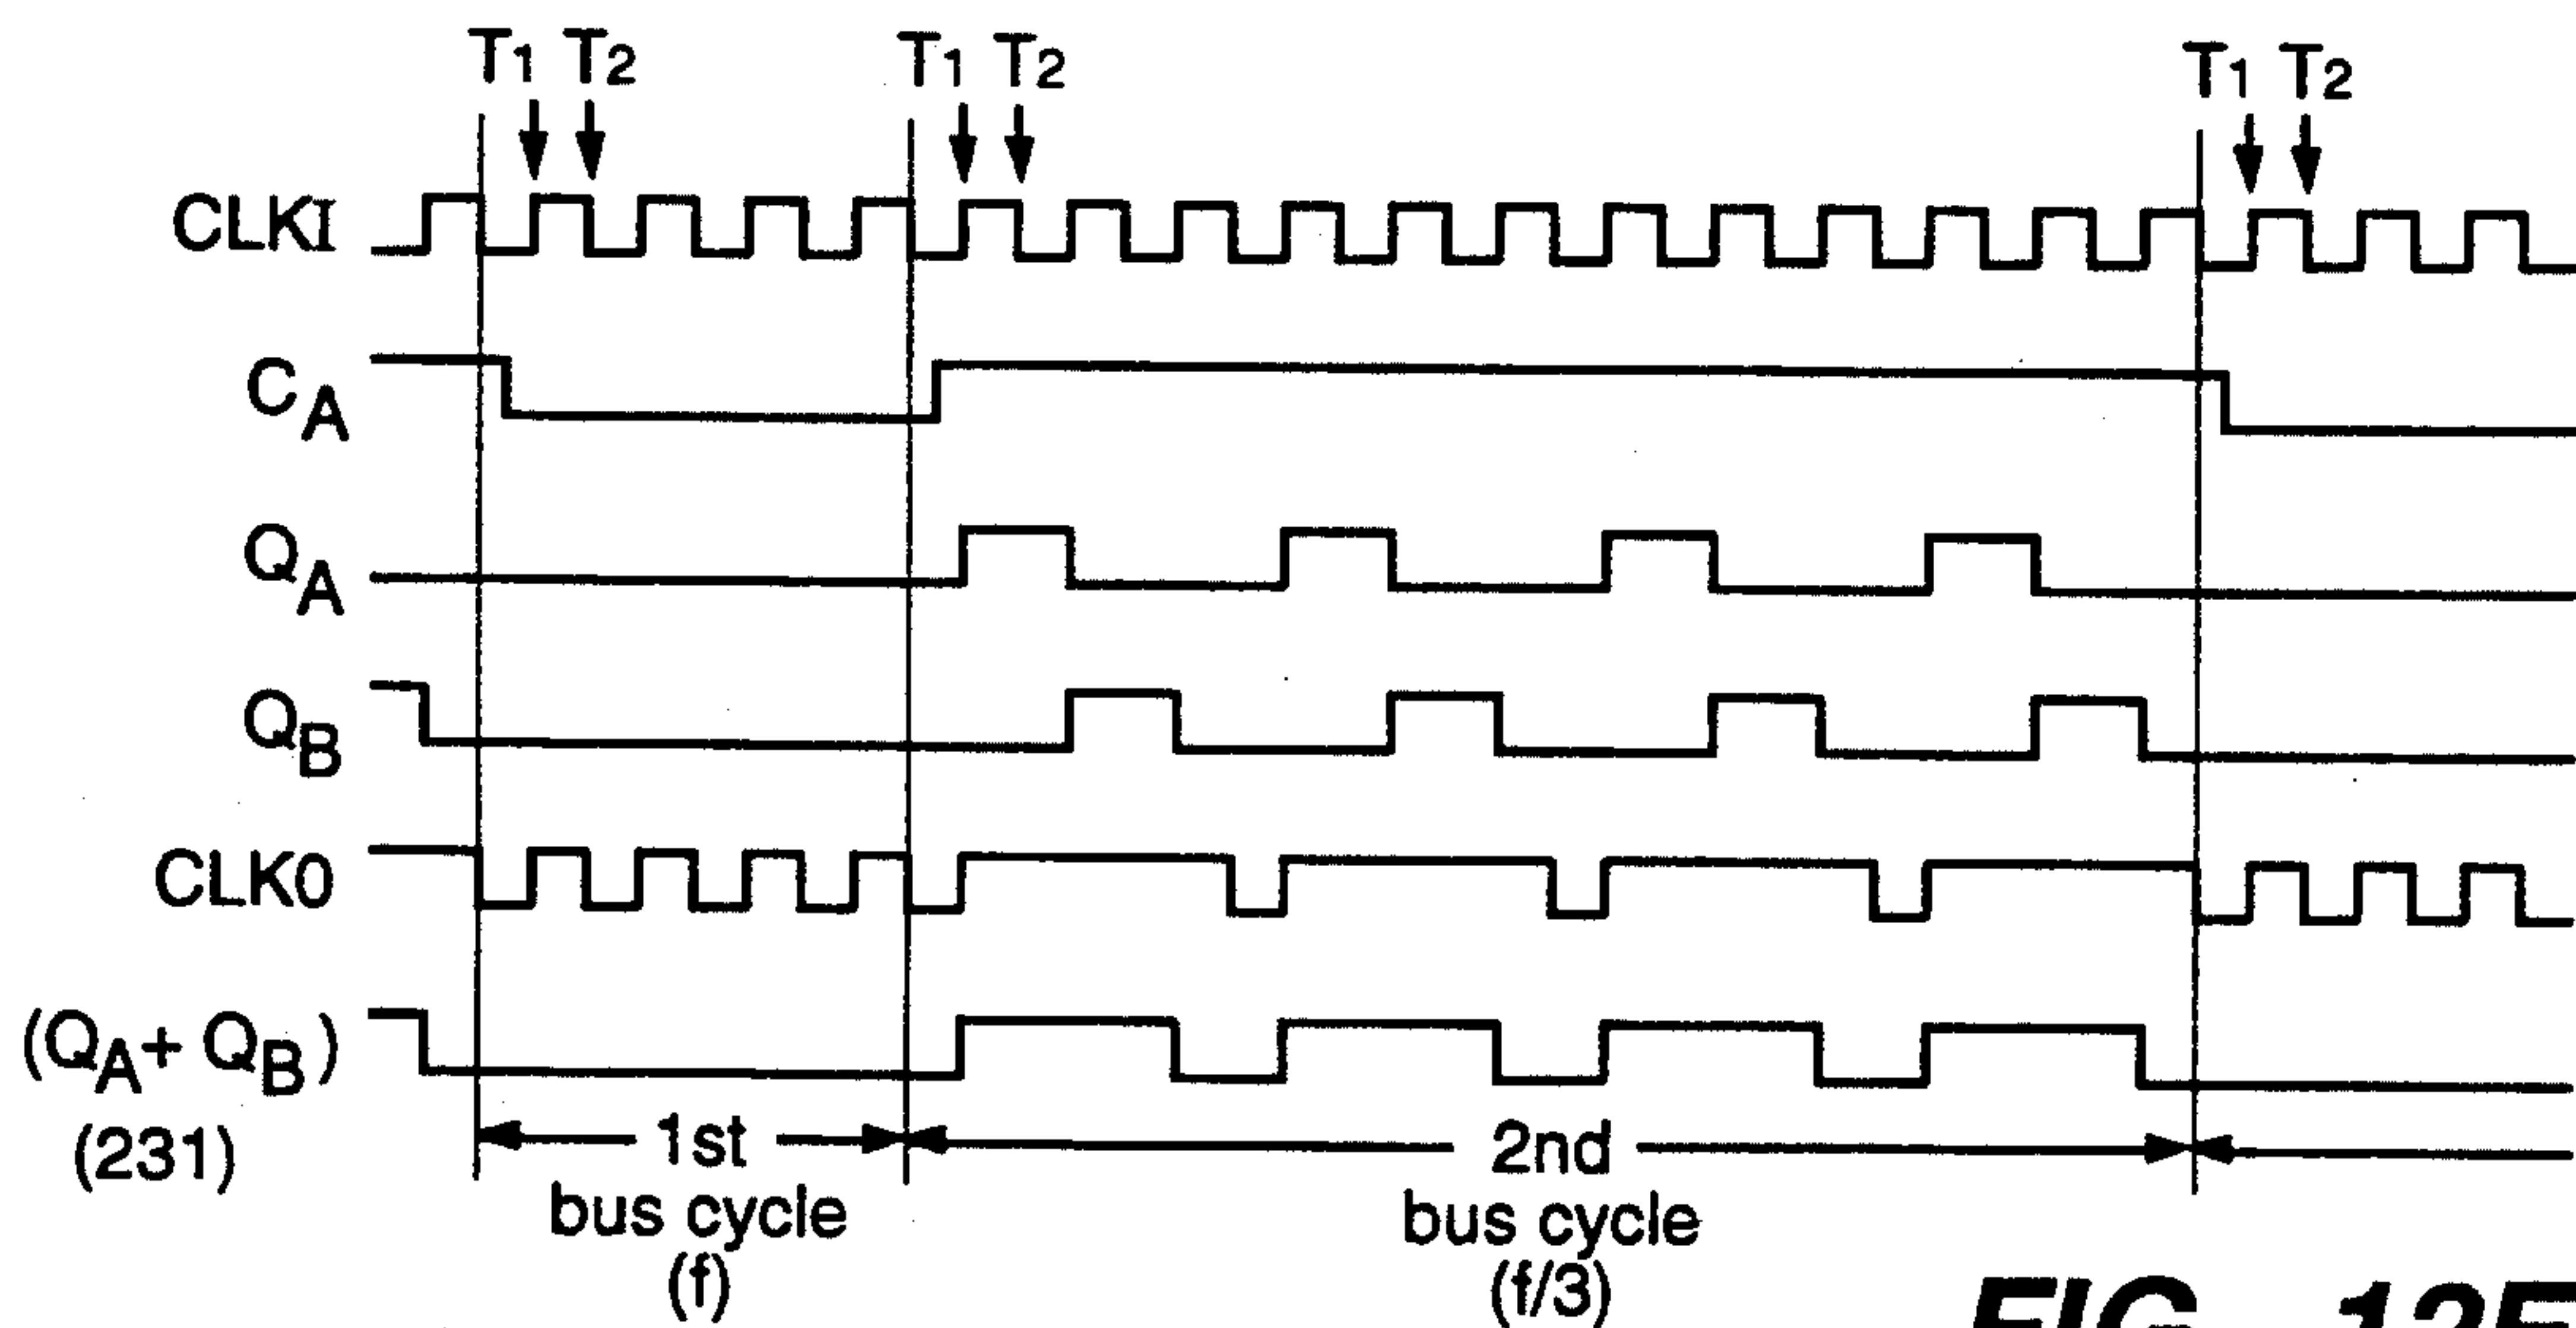 T1 T2 T1 T2 T1 T2
CLKI
CA
QA
QB
CLK0
(QA+ QB)
(231)
1st
bus cycle
(f)
2nd
bus cycle
(f/3)
FIG.